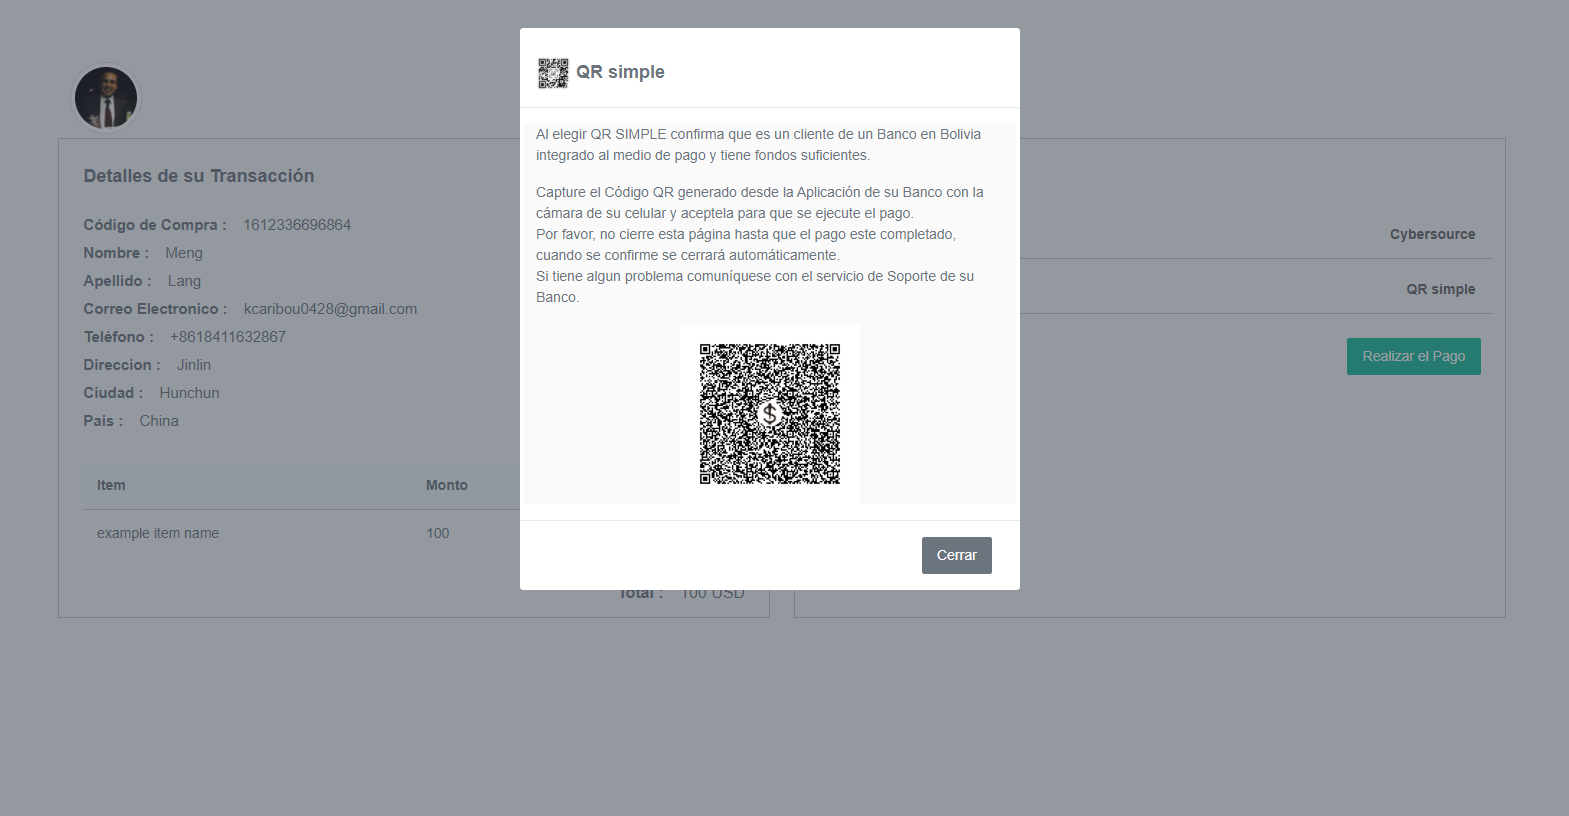 QR simple
Al elegir QR SIMPLE confirma que es un cliente de un Banco en Bolivia
integrado al medio de pago y tiene fondos suficientes.
Capture el Código QR generado desde la Aplicación de su Banco con la
cámara de su celular y aceptela para que se ejecute el pago.
Por favor, no cierre esta página hasta que el pago este completado,
cuando se confirme se cerrará automáticamente.
Si tiene algun problema comuníquese con el servicio de Soporte de su
Banco.
$
Cerrar
Detalles de su Transacción
Código de Compra : 1612336696864
Nombre : Meng
Apellido : Lang
Correo Electronico : kcaribou0428@gmail.com
Teléfono : +8618411632867
Direccion : Jinlin
Ciudad : Hunchun
Pais : China
Item Monto
example item name 100
Total : 100 USD
Cybersource
QR simple
Realizar el Pago